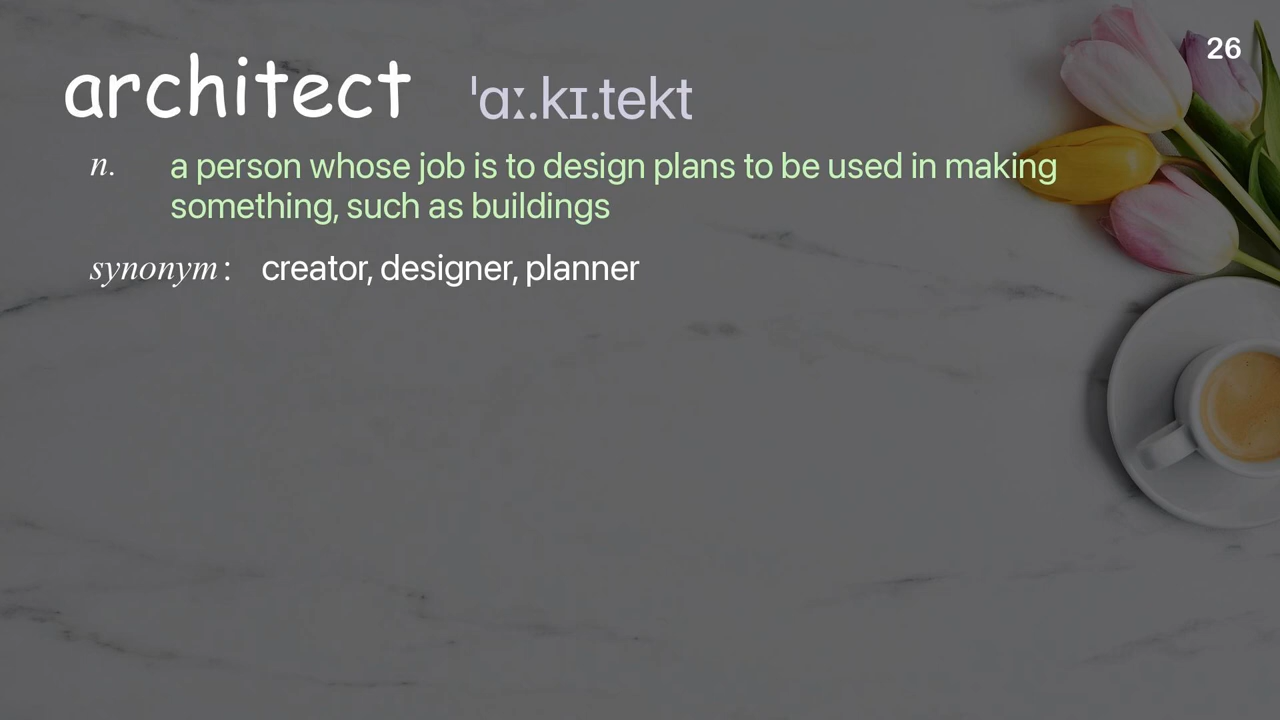 26
architect ˈɑː.kɪ.tekt
n. a person whose job is to design plans to be used in making
something, such as buildings
synonym: creator, designer, planner